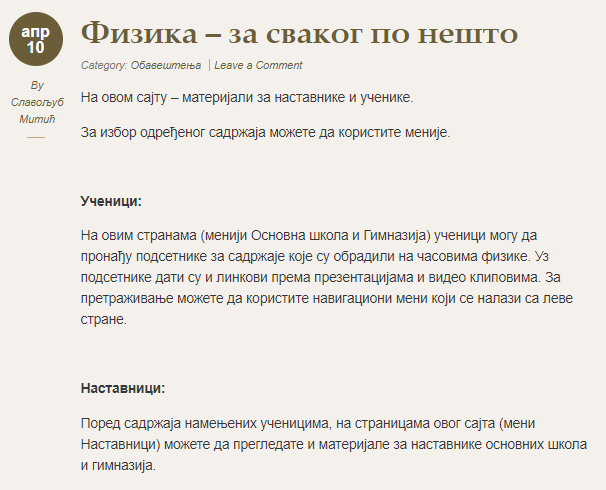 апр
10
By
Славољуб
Митић
Физика – за сваког по нешто
Category: Обавештења | Leave a Comment
На овом сајту – материјали за наставнике и ученике.
За избор одређеног садржаја можете да користите меније.
Ученици:
На овим странама (менији Основна школа и Гимназија) ученици могу да
пронађу подсетнике за садржаје које су обрадили на часовима физике. Уз
подсетнике дати су и линкови према презентацијама и видео клиповима. За
претраживање можете да користите навигациони мени који се налази са леве
стране.
Наставници:
Поред садржаја намењених ученицима, на страницама овог сајта (мени
Наставници) можете да прегледате и материјале за наставнике основних школа
и гимназија.